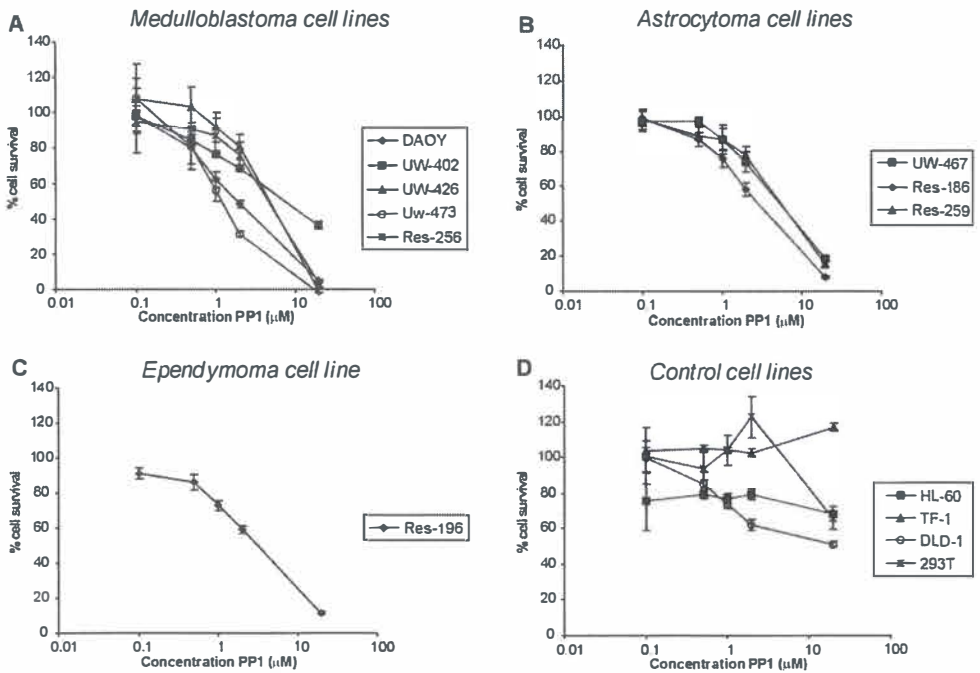 A
Medulloblastoma cell lines
140
120
100
80
60
40
20
0
% cell survival
0.01
0.1
1
10
100
Concentration PP1 (μM)
DAOY
UW-402
UW-426
Uw-473
Res-256
B
Astrocytoma cell lines
140
120
100
80
60
40
20
0
% cell survival
0.01
0.1
1
10
100
Concentration PP1 (μM)
UW-467
Res-186
Res-259
C
Ependymoma cell line
140
120
100
80
60
40
20
0
% cell survival
0.01
0.1
1
10
100
Concentration PP1 (μM)
Res-196
D
Control cell lines
140
120
100
80
60
40
20
0
% cell survival
0.01
0.1
1
10
100
Concentration PP1 (μM)
HL-60
TF-1
DLD-1
293T